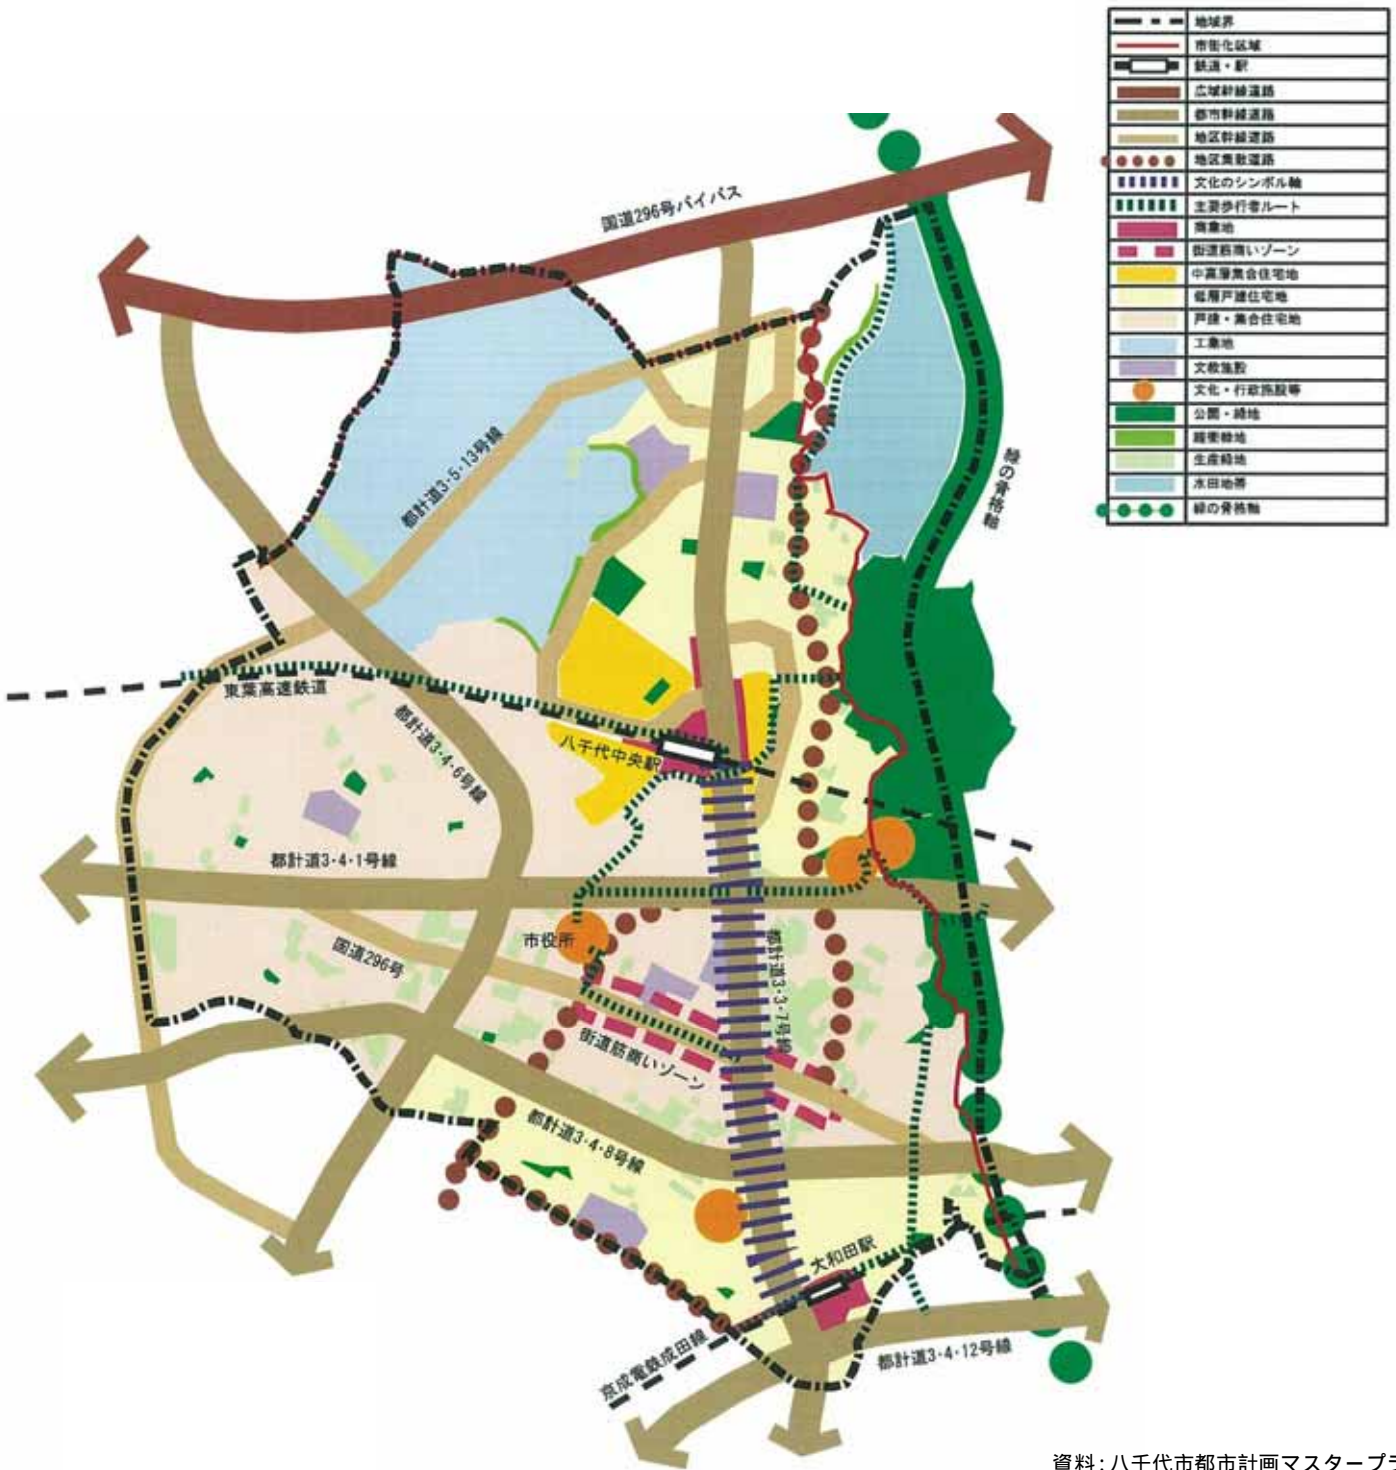 地域界
市街化区域
鉄道・駅
広域幹線道路
都市幹線道路
地区幹線道路
地区集散道路
文化のシンボル軸
主要歩行者ルート
商業地
街道筋商いゾーン
中高層集合住宅地
低層戸建住宅地
戸建・集合住宅地
工業地
文教施設
文化・行政施設等
公園・緑地
緩衝緑地
生産緑地
水田地帯
緑の骨格軸
国道296号バイパス
都計道3・5・13号線
緑の骨格軸
東葉高速鉄道
都計道3・4・6号線
八千代中央駅
都計道3・4・1号線
国道296号
市役所
都計道3・3・7号線
街道筋商いゾーン
都計道3・4・8号線
大和田駅
京成電鉄成田線
都計道3・4・12号線
資料：八千代市都市計画マスタープラ